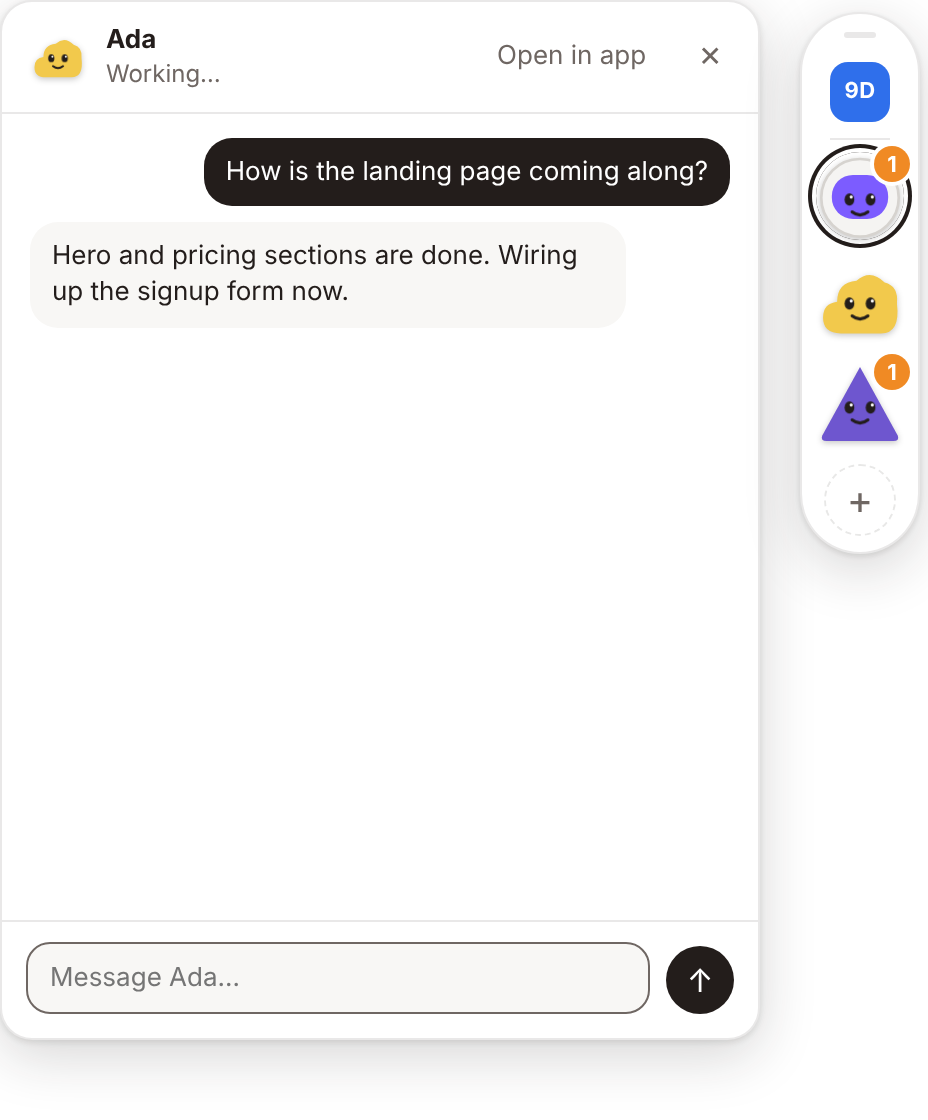 Ada
Working...
Open in app
How is the landing page coming along?
Hero and pricing sections are done. Wiring
up the signup form now.
Message Ada...
9D
1
1